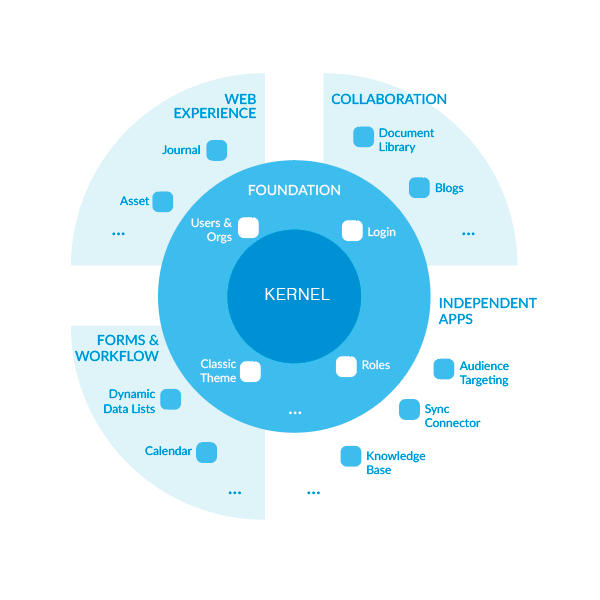 WEB
EXPERIENCE
Journal
Asset
...
COLLABORATION
Document
Library
Blogs
...
FOUNDATION
Users &
Orgs
Login
KERNEL
Classic
Theme
Roles
...
FORMS &
WORKFLOW
Dynamic
Data Lists
Calendar
...
INDEPENDENT
APPS
Audience
Targeting
Sync
Connector
Knowledge
Base
...